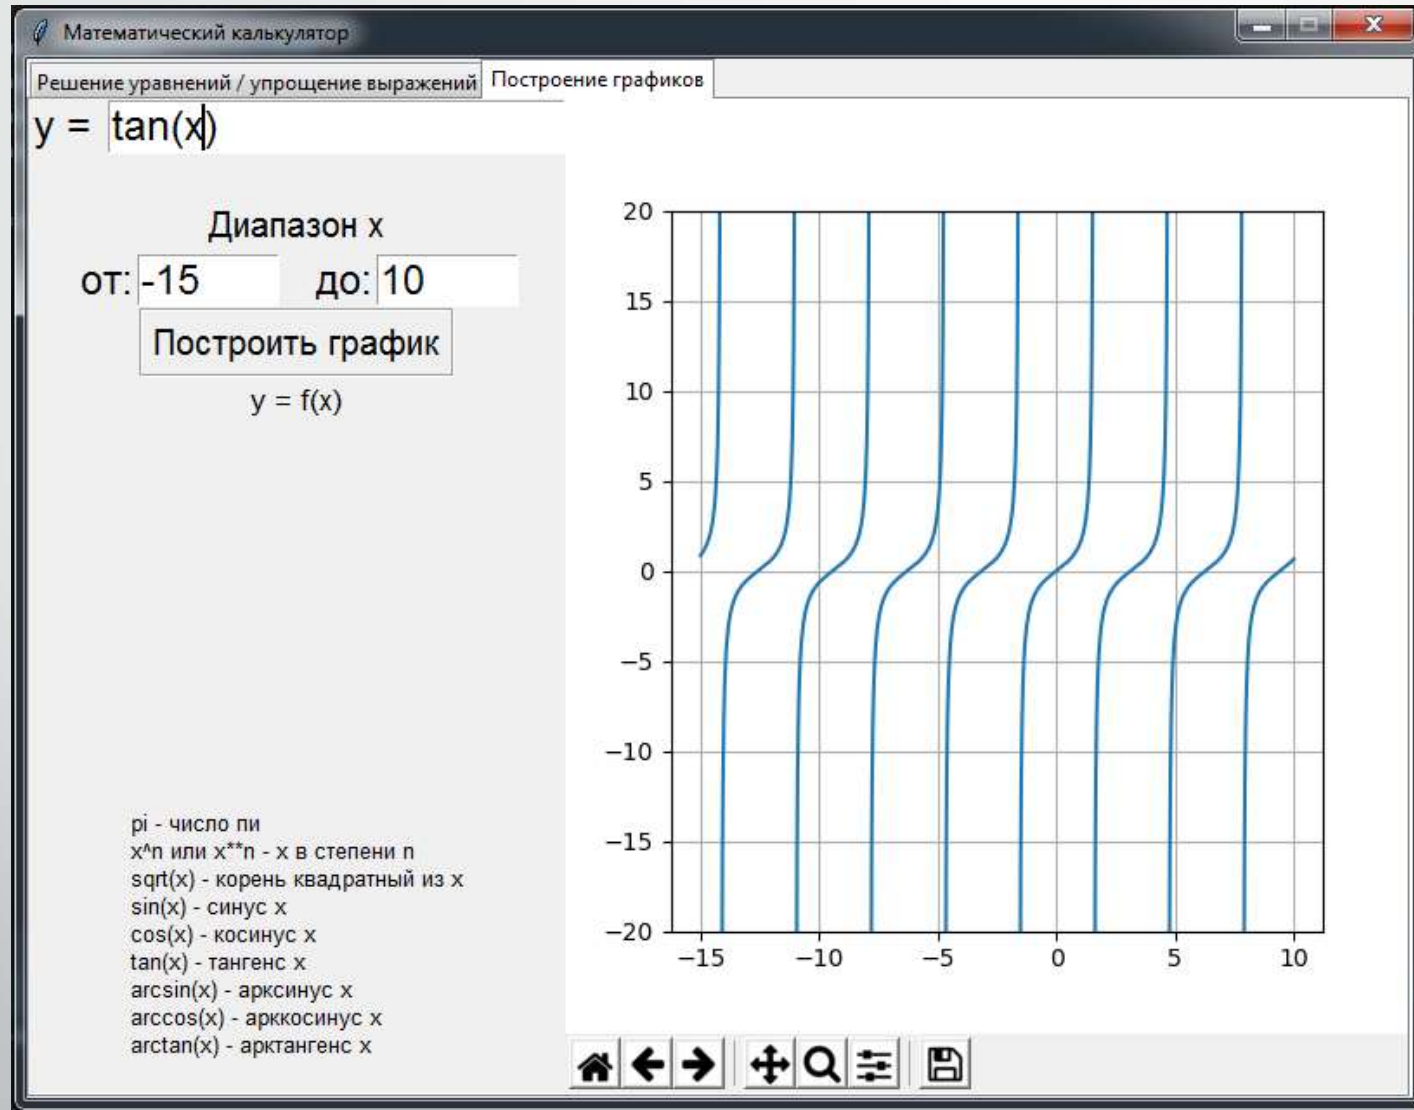 Математический калькулятор
Решение уравнений / упрощение выражений
Построение графиков
y = tan(x)
Диапазон x
от: -15 до: 10
Построить график
y = f(x)
pi - число пи
x^n или x**n - x в степени n
sqrt(x) - корень квадратный из x
sin(x) - синус x
cos(x) - косинус x
tan(x) - тангенс x
arcsin(x) - арксинус x
arccos(x) - арккосинус x
arctan(x) - арктангенс x
20
15
10
5
0
−5
−10
−15
−20
−15 −10 −5 0 5 10